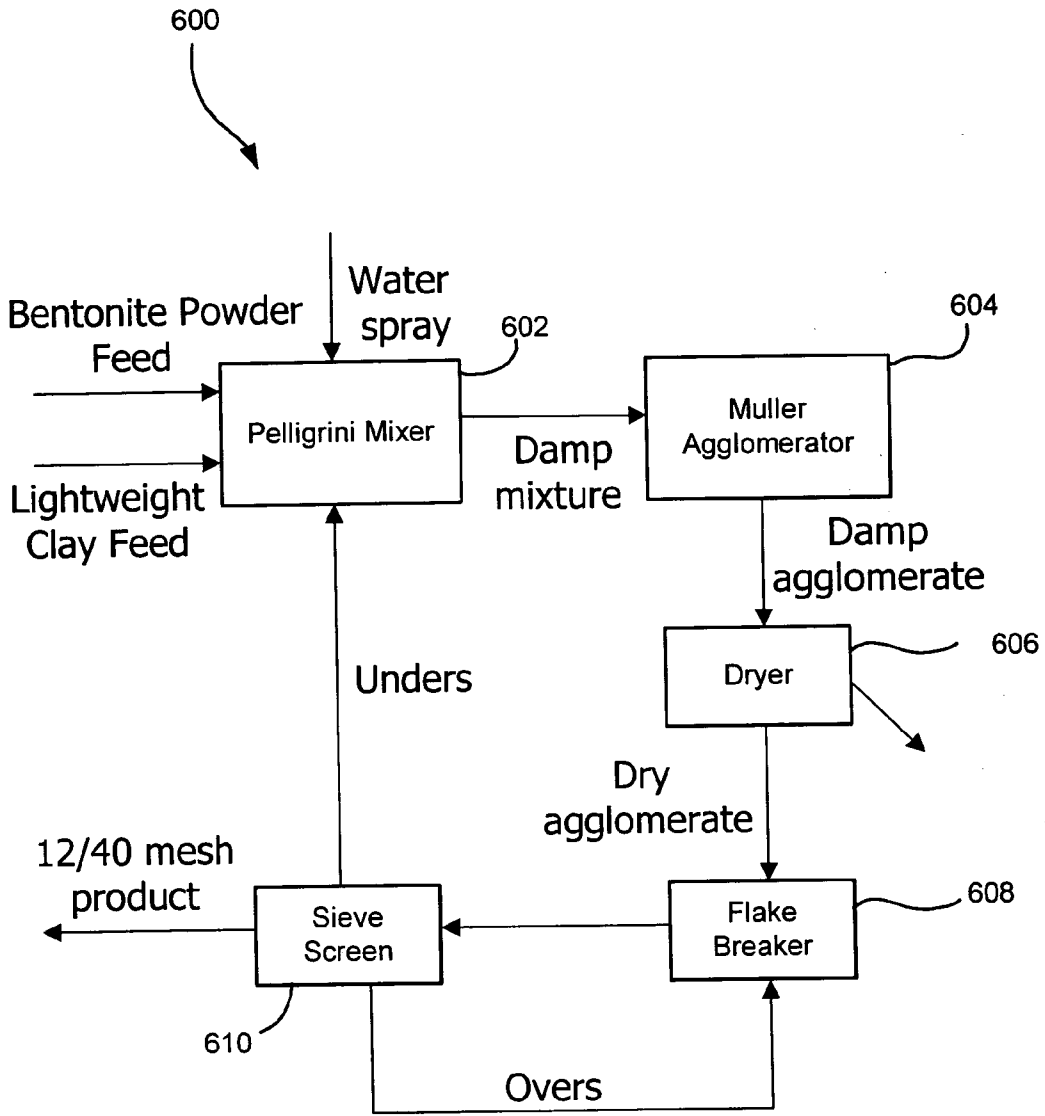 600
Water
spray
Bentonite Powder
Feed
602
604
Pelligrini Mixer
Muller
Agglomerator
Damp
mixture
Lightweight
Clay Feed
Damp
agglomerate
606
Dryer
Unders
Dry
agglomerate
12/40 mesh
product
608
Sieve
Screen
Flake
Breaker
610
Overs